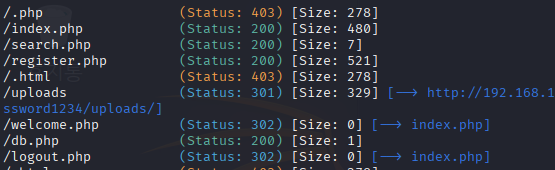 /.php (Status: 403) [Size: 278]
/index.php (Status: 200) [Size: 480]
/search.php (Status: 200) [Size: 7]
/register.php (Status: 200) [Size: 521]
/.html (Status: 403) [Size: 278]
/uploads (Status: 301) [Size: 329] [--> http://192.168.1
ssword1234/uploads/]
/welcome.php (Status: 302) [Size: 0] [--> index.php]
/db.php (Status: 200) [Size: 1]
/logout.php (Status: 302) [Size: 0] [--> index.php]